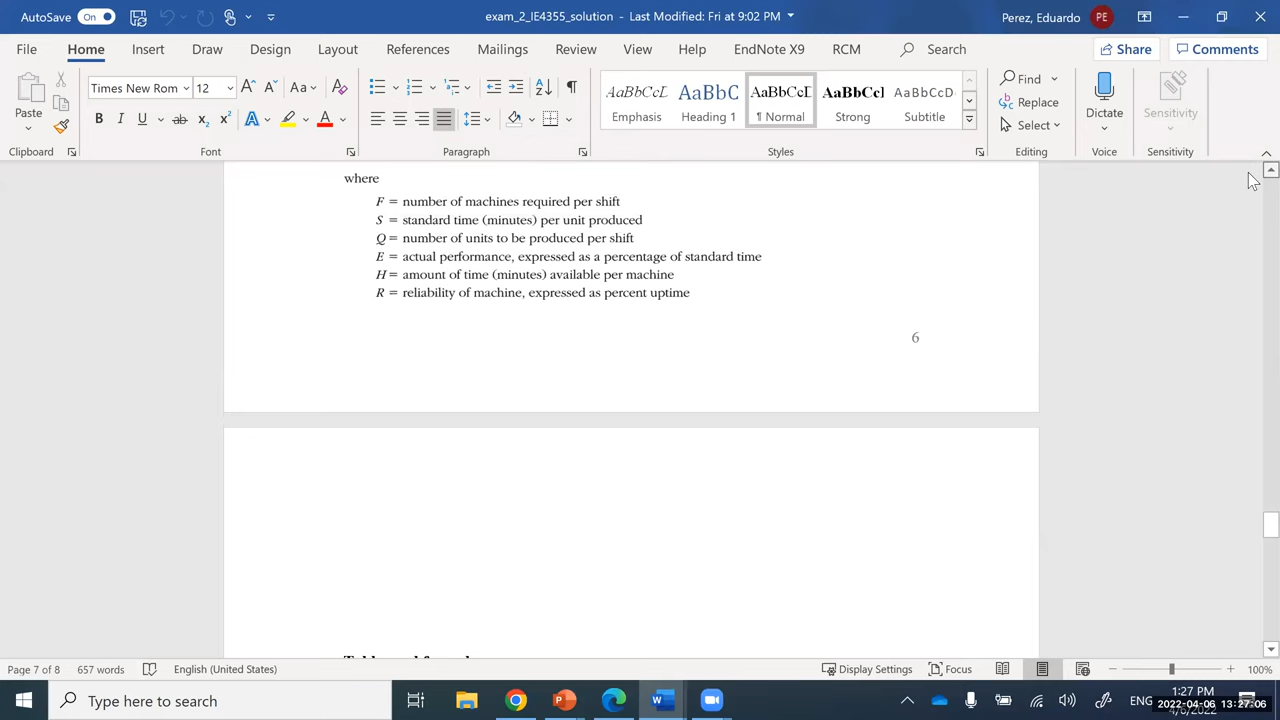 AutoSave On
exam_2_IE4355_solution - Last Modified: Fri at 9:02 PM
Perez, Eduardo PE
File Home Insert Draw Design Layout References Mailings Review View Help EndNote X9 RCM Search Share Comments
Paste
Times New Rom 12
AaBbCcD AaBbC AaBbCcD AaBbCcI AaBbCcD
Emphasis Heading 1 ¶ Normal Strong Subtitle
Find
Replace
Select
Dictate
Sensitivity
Clipboard Font Paragraph Styles Editing Voice Sensitivity
where
F = number of machines required per shift
S = standard time (minutes) per unit produced
Q = number of units to be produced per shift
E = actual performance, expressed as a percentage of standard time
H = amount of time (minutes) available per machine
R = reliability of machine, expressed as percent uptime
6
Page 7 of 8 657 words English (United States) Display Settings Focus 100%
Type here to search
ENG
1:27 PM
2022-04-06 13:27:06